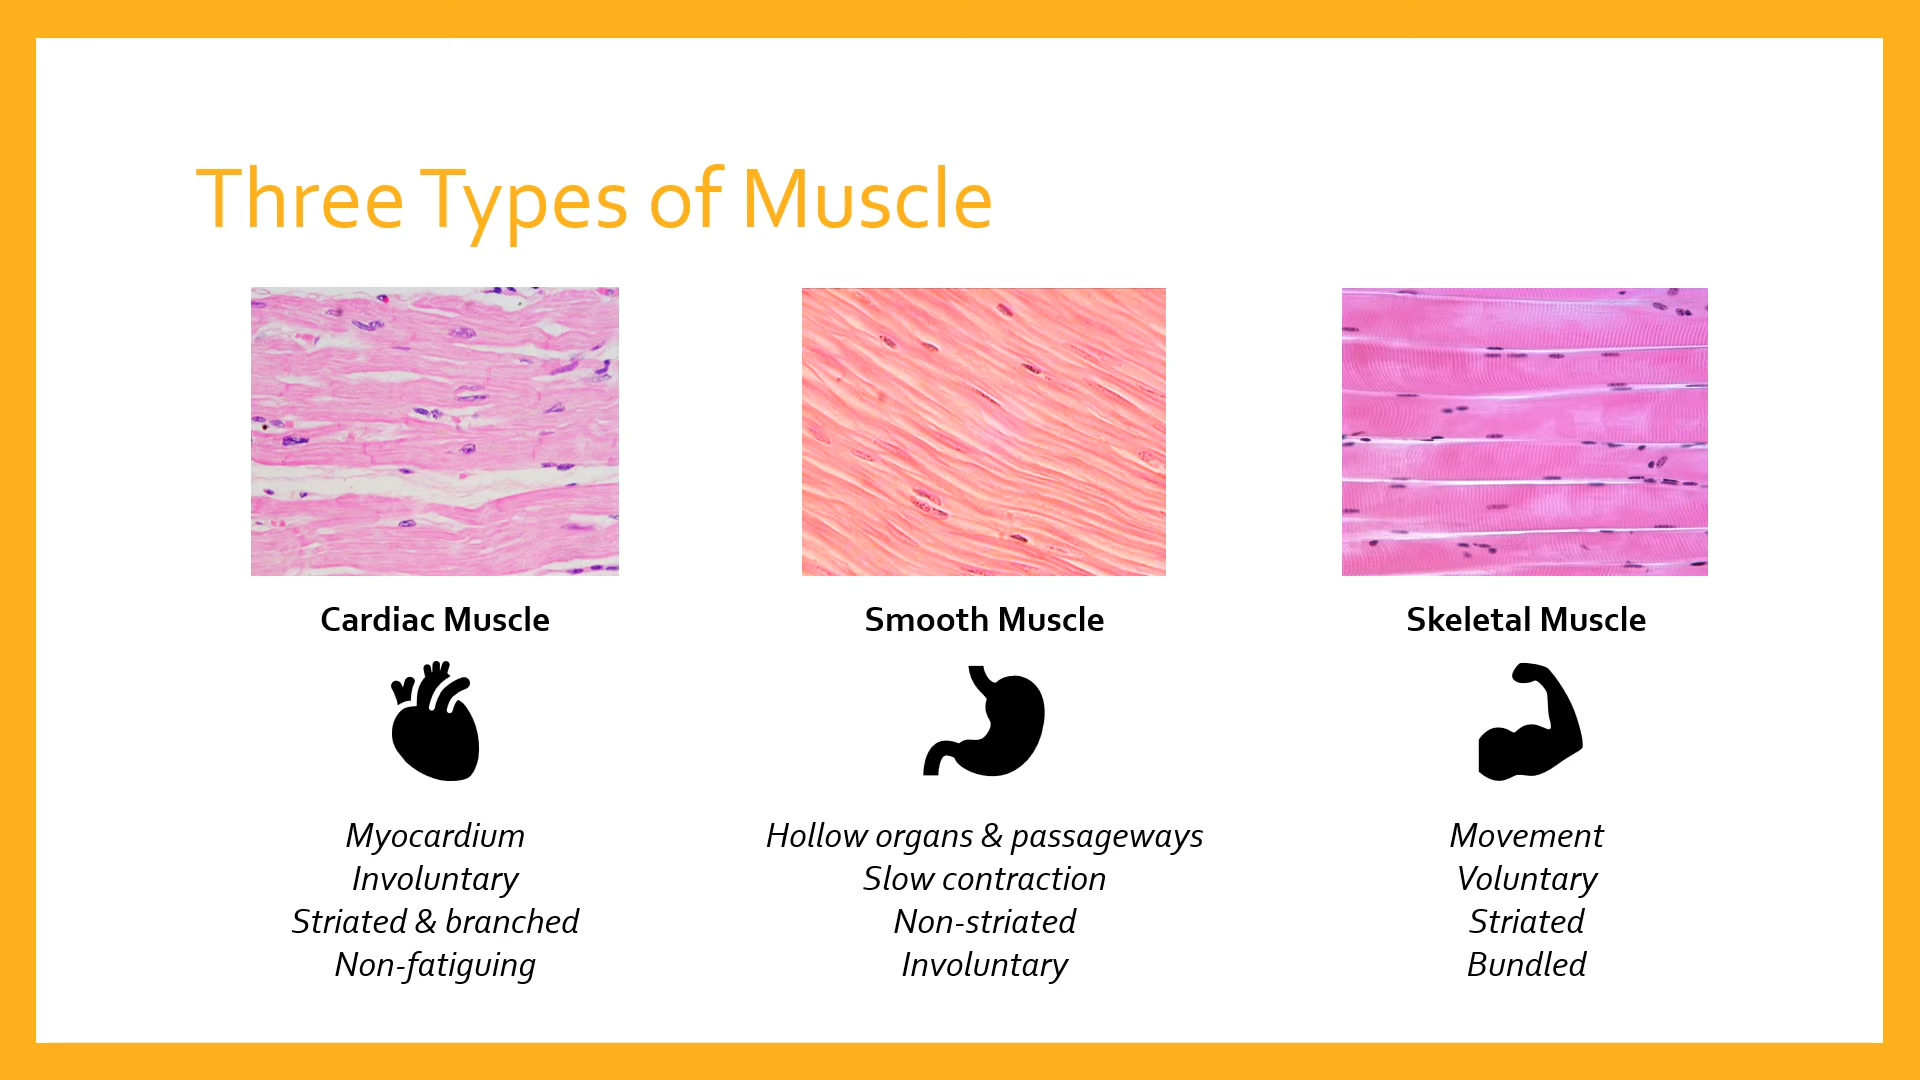 Three Types of Muscle
Cardiac Muscle
Myocardium
Involuntary
Striated & branched
Non-fatiguing
Smooth Muscle
Hollow organs & passageways
Slow contraction
Non-striated
Involuntary
Skeletal Muscle
Movement
Voluntary
Striated
Bundled